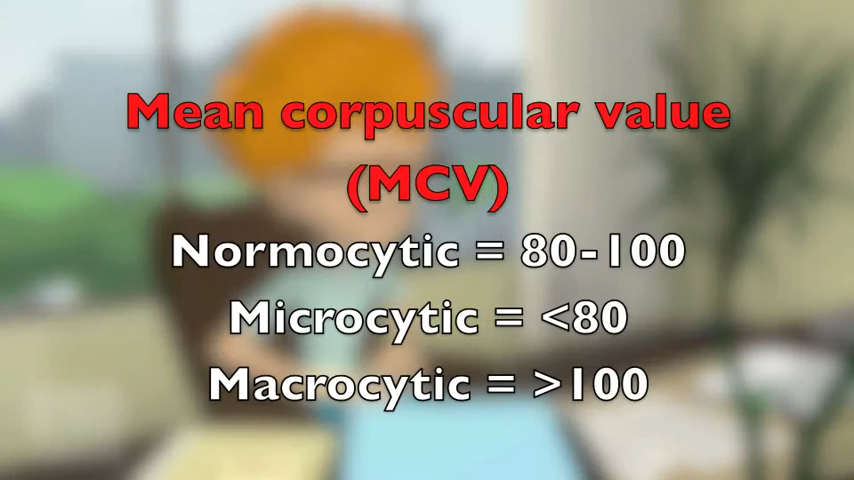 Mean corpuscular value
(MCV)
Normocytic = 80-100
Microcytic = <80
Macrocytic = >100